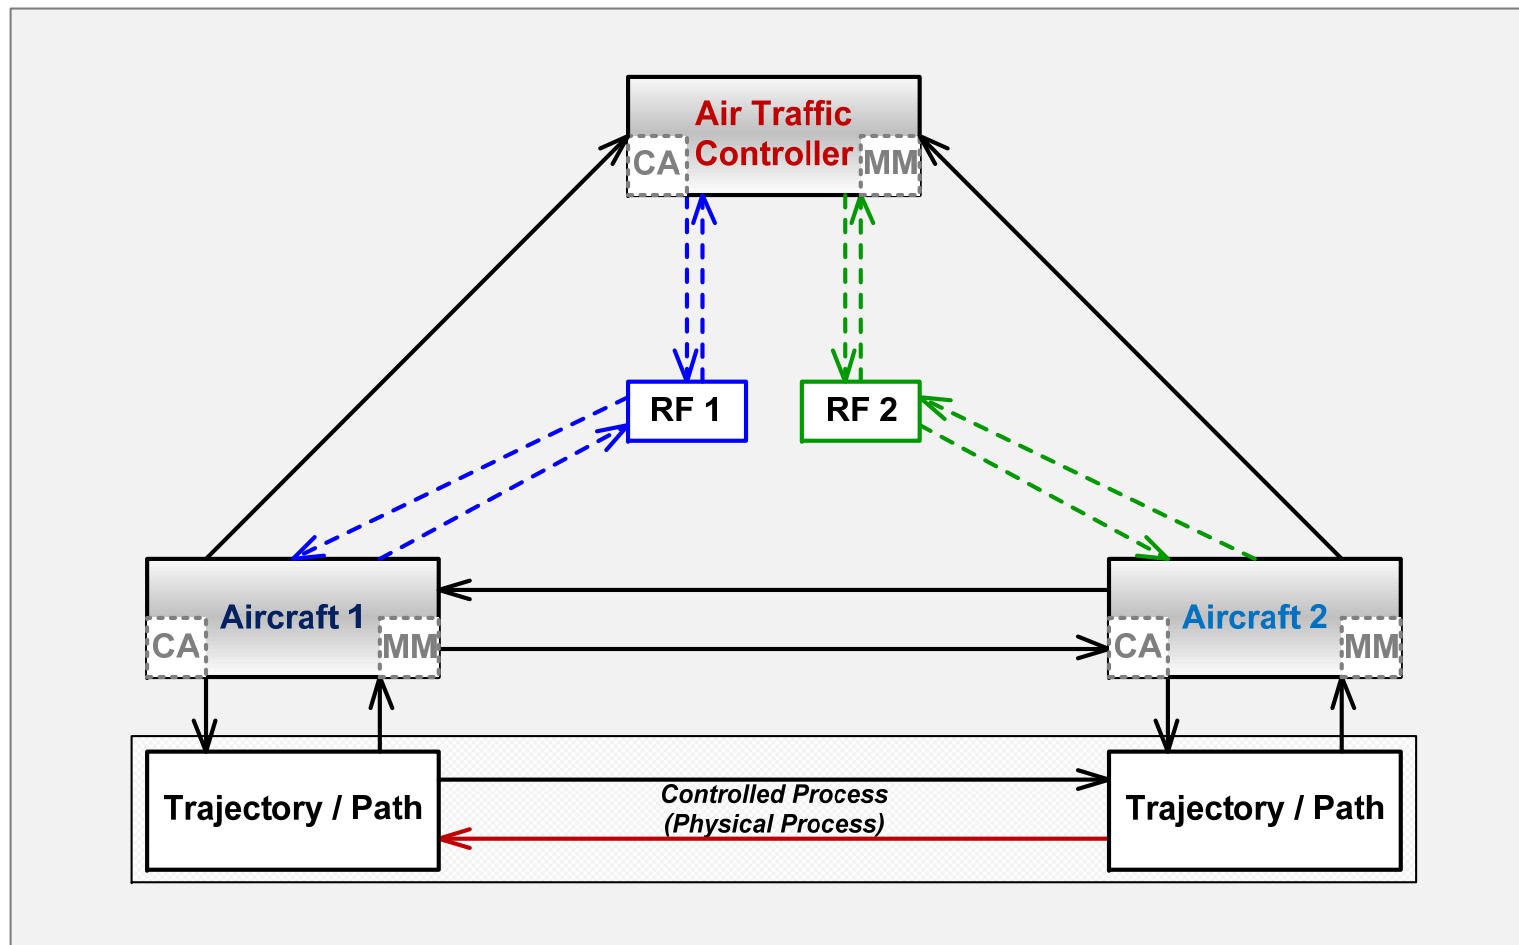 Air Traffic
Controller
CA
MM
RF 1
RF 2
Aircraft 1
CA
MM
Aircraft 2
CA
MM
Trajectory / Path
Controlled Process
(Physical Process)
Trajectory / Path